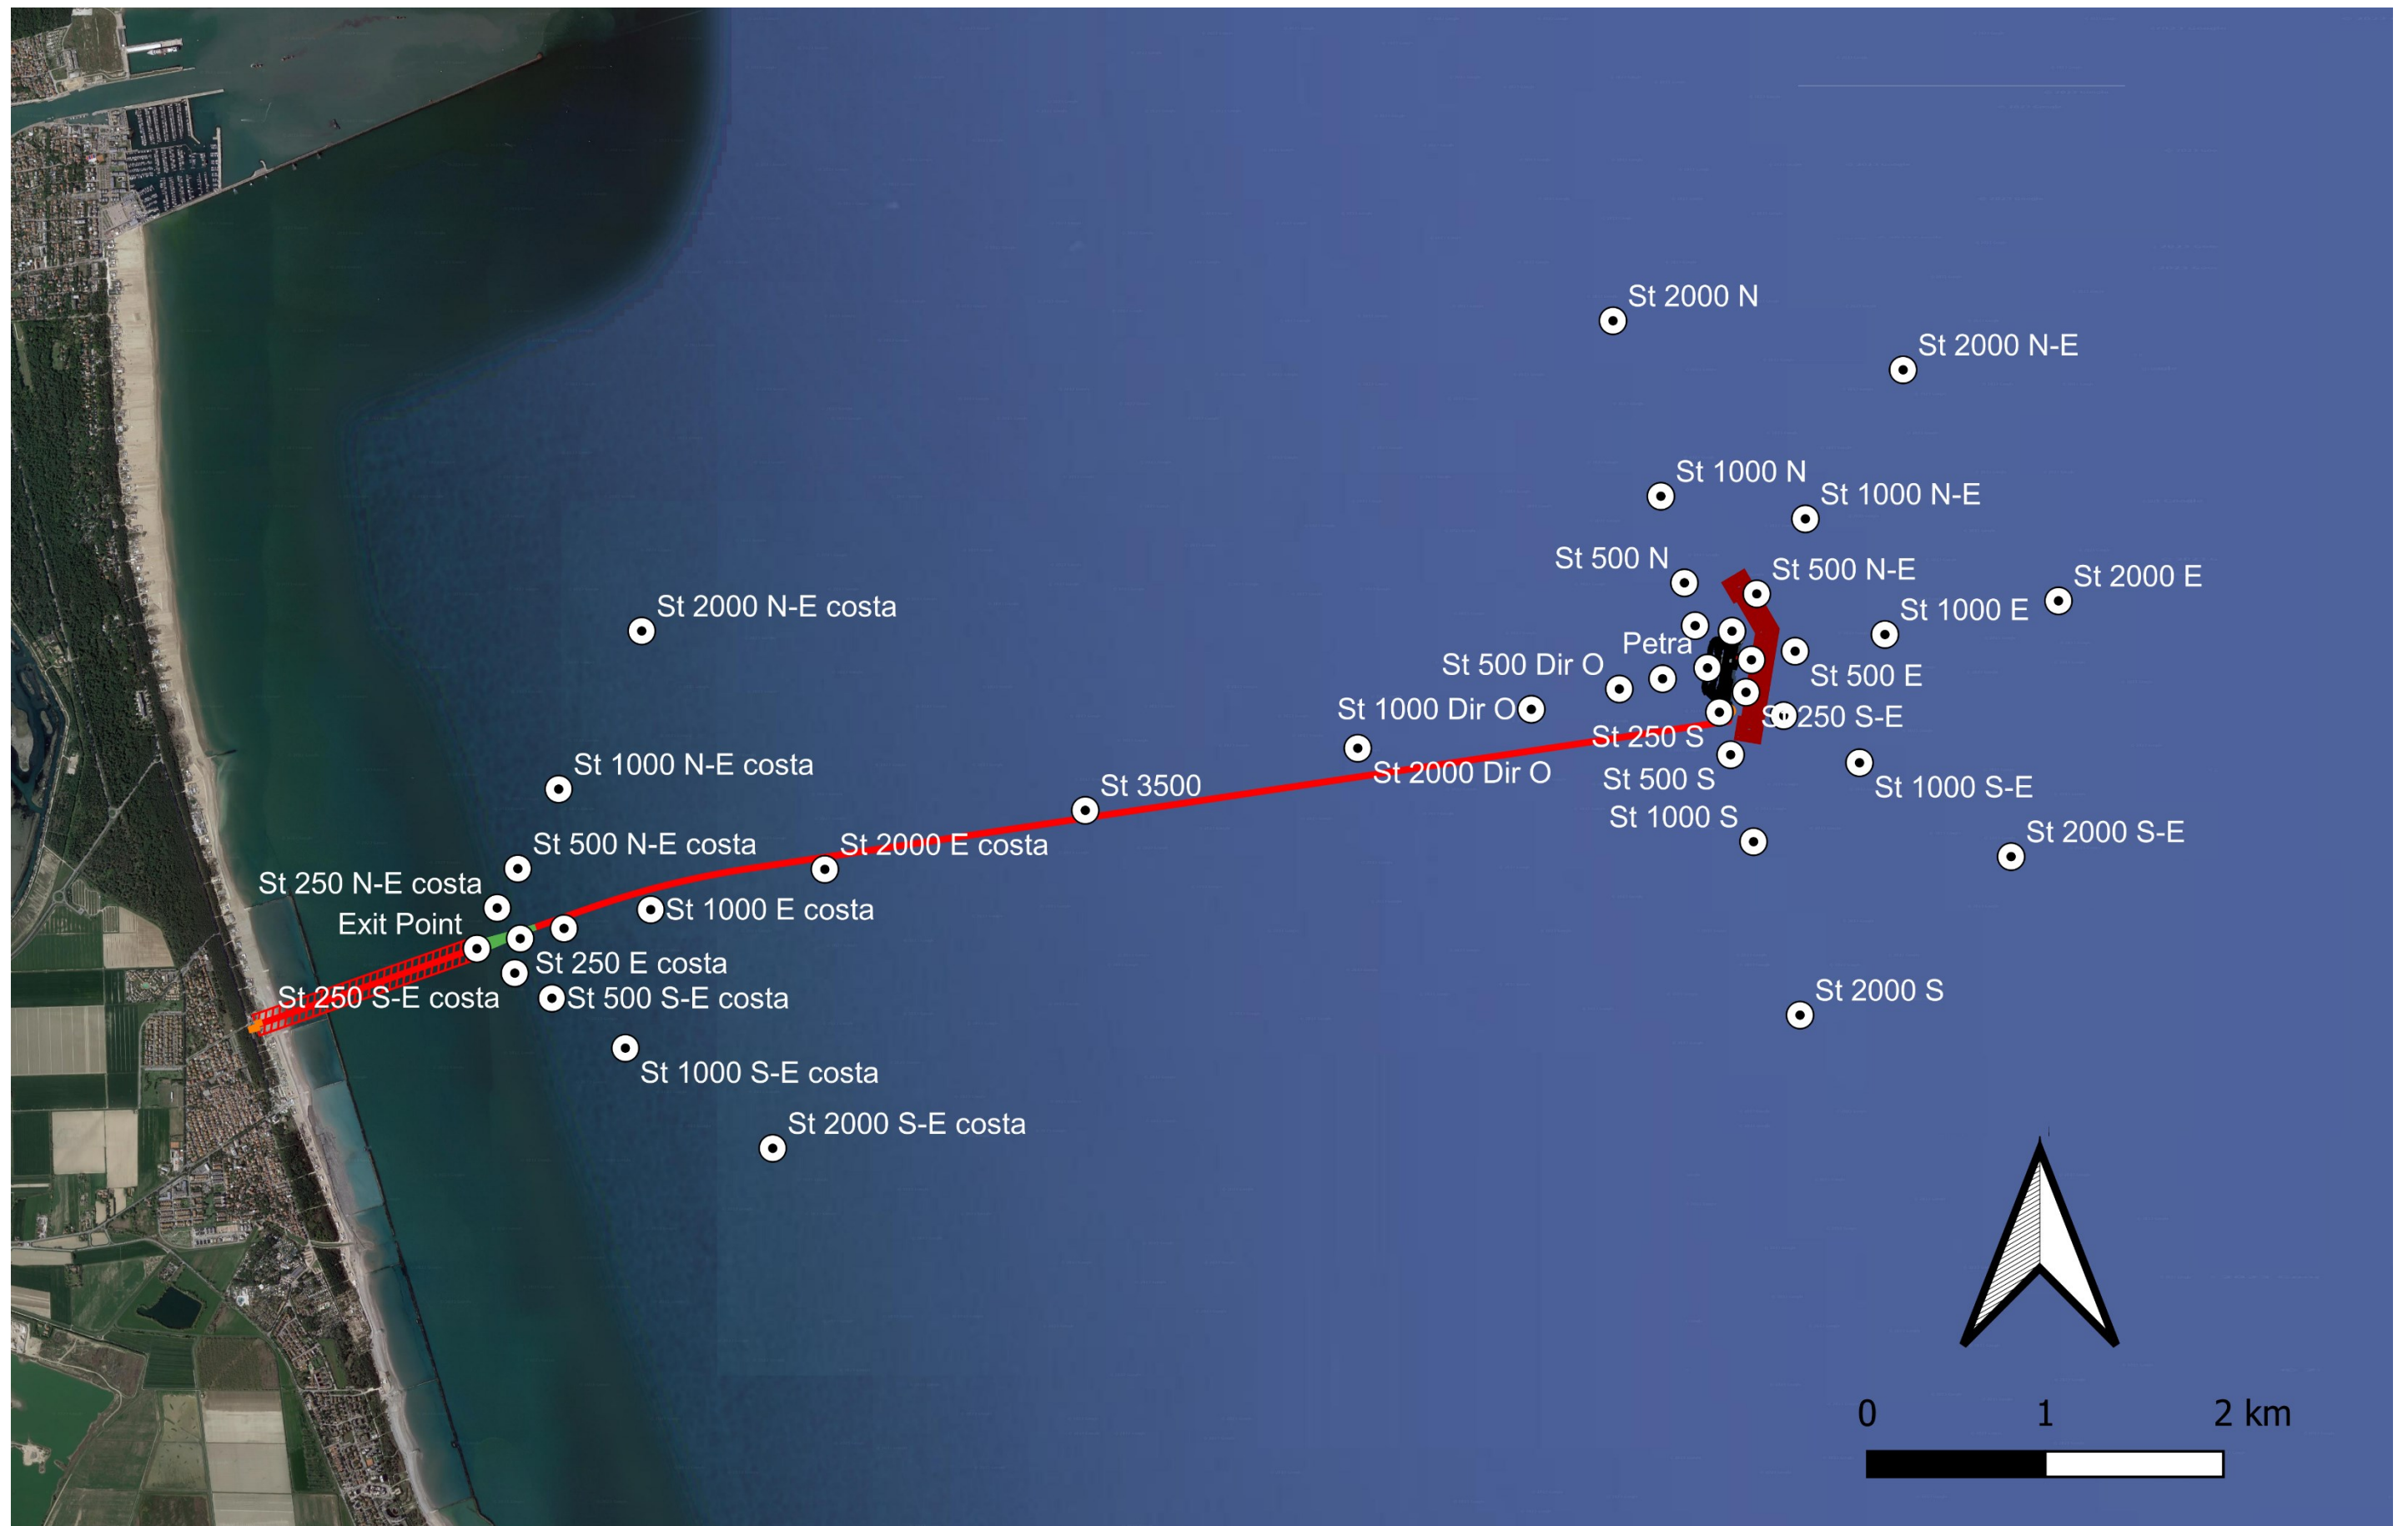 St 2000 N
St 2000 N-E
St 1000 N
St 1000 N-E
St 500 N
St 500 N-E
St 2000 E
St 2000 N-E costa
St 1000 E
Petra
St 500 Dir O
St 500 E
St 1000 Dir O
St 250 S-E
St 250 S
St 1000 N-E costa
St 2000 Dir O
St 500 S
St 3500
St 1000 S-E
St 1000 S
St 2000 S-E
St 500 N-E costa
St 2000 E costa
St 250 N-E costa
St 1000 E costa
Exit Point
St 250 E costa
St 250 S-E costa
St 500 S-E costa
St 2000 S
St 1000 S-E costa
St 2000 S-E costa
0 1 2 km